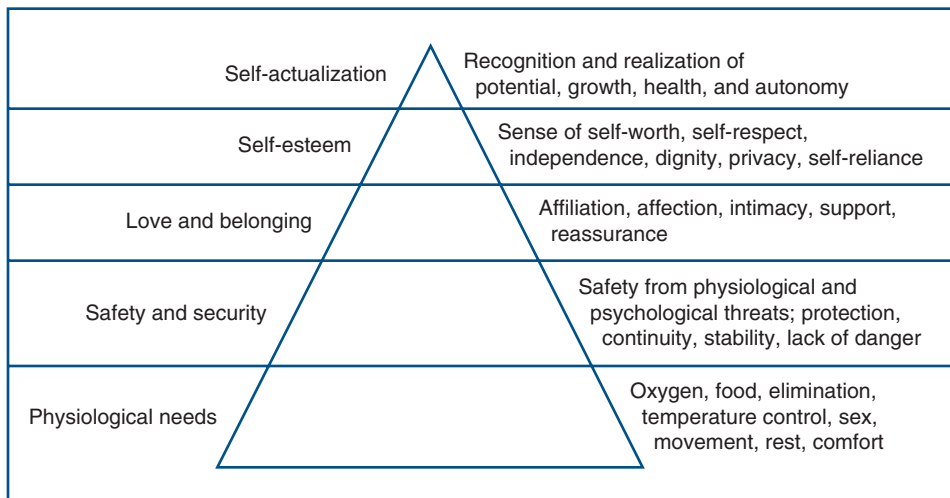 Self-actualization
Recognition and realization of
potential, growth, health, and autonomy
Self-esteem
Sense of self-worth, self-respect,
independence, dignity, privacy, self-reliance
Love and belonging
Affiliation, affection, intimacy, support,
reassurance
Safety and security
Safety from physiological and
psychological threats; protection,
continuity, stability, lack of danger
Physiological needs
Oxygen, food, elimination,
temperature control, sex,
movement, rest, comfort